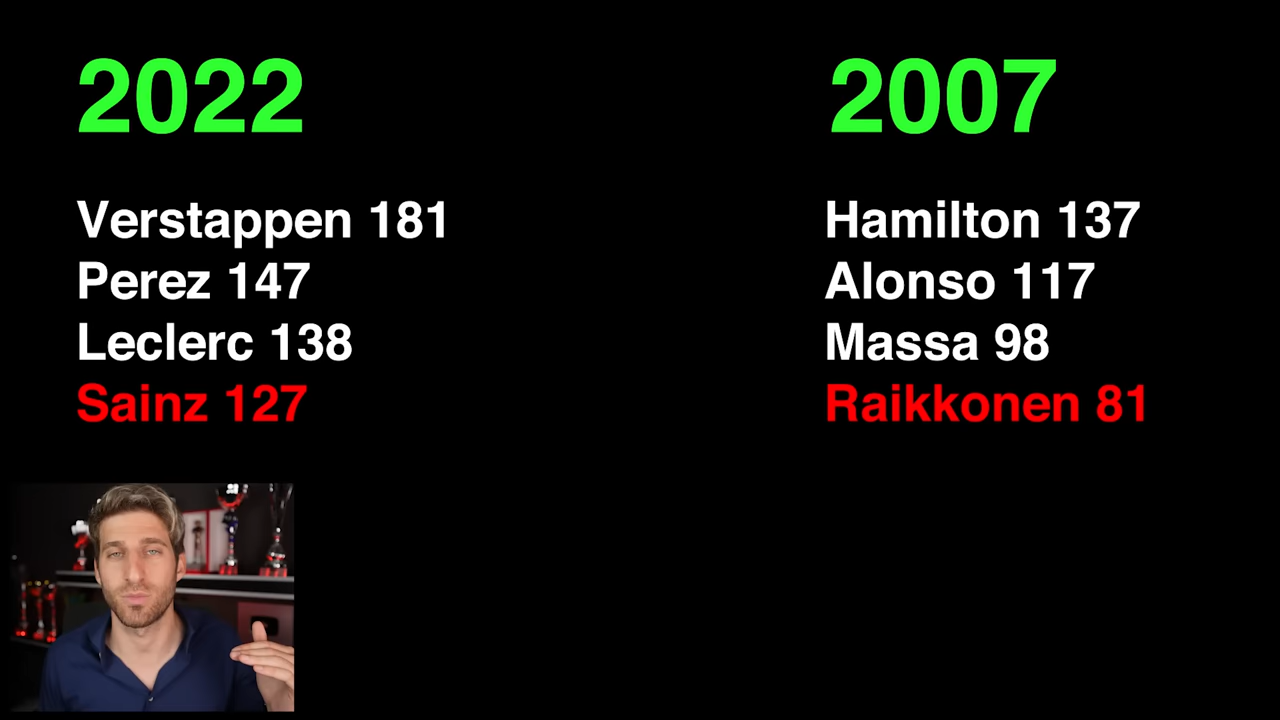 2022
Verstappen 181
Perez 147
Leclerc 138
Sainz 127
2007
Hamilton 137
Alonso 117
Massa 98
Raikkonen 81